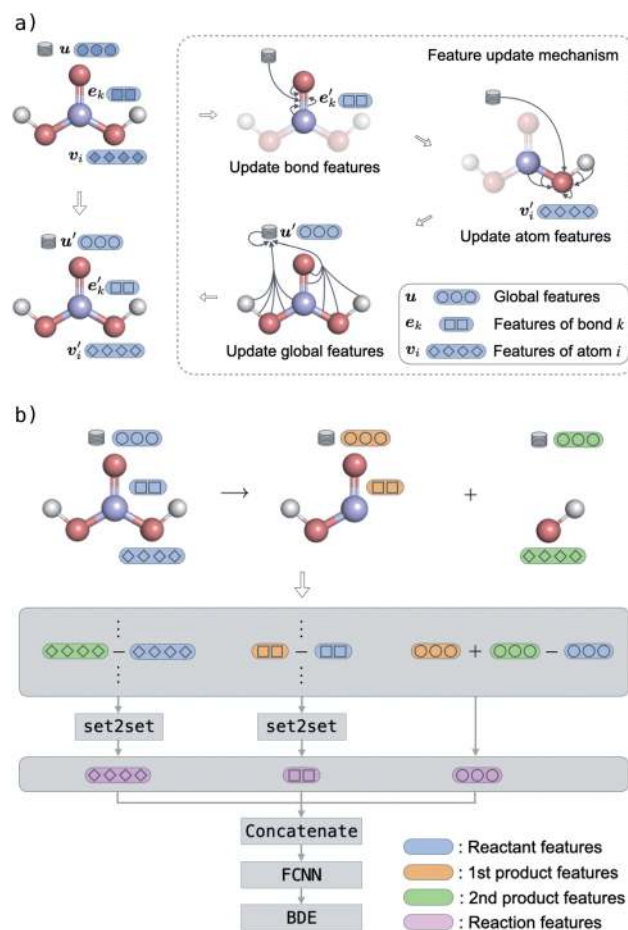 a)
u
e_k
v_i
u′
e′_k
v′_i
Feature update mechanism
e′_k
Update bond features
v′_i
Update atom features
u′
Update global features
u Global features
e_k Features of bond k
v_i Features of atom i
b)
→ +
⋮ ⋮
− − + −
⋮ ⋮
set2set set2set
Concatenate
FCNN
BDE
: Reactant features
: 1st product features
: 2nd product features
: Reaction features